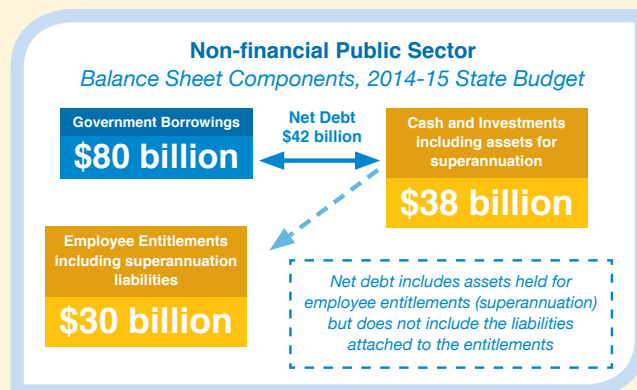 Non-financial Public Sector
Balance Sheet Components, 2014-15 State Budget
Government Borrowings
$80 billion
Net Debt
$42 billion
Cash and Investments
including assets for
superannuation
$38 billion
Employee Entitlements
including superannuation
liabilities
$30 billion
Net debt includes assets held for
employee entitlements (superannuation)
but does not include the liabilities
attached to the entitlements